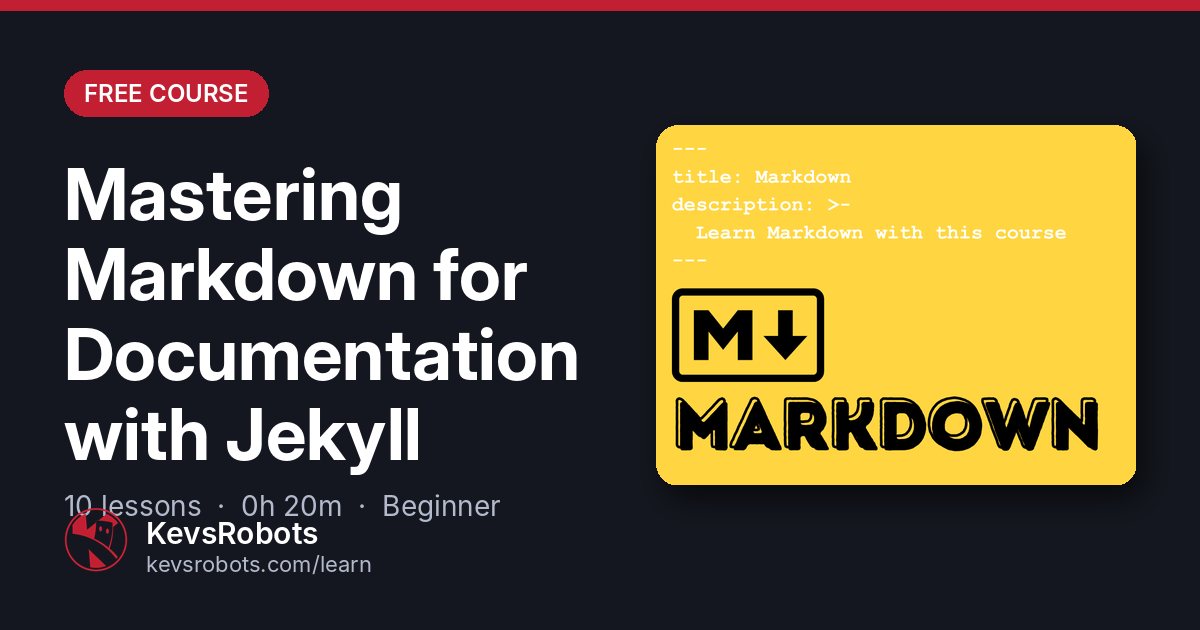 FREE COURSE
Mastering
Markdown for
Documentation
with Jekyll
10 lessons · 0h 20m · Beginner
KevsRobots
kevsrobots.com/learn
---
title: Markdown
description: >-
  Learn Markdown with this course
---
M
MARKDOWN